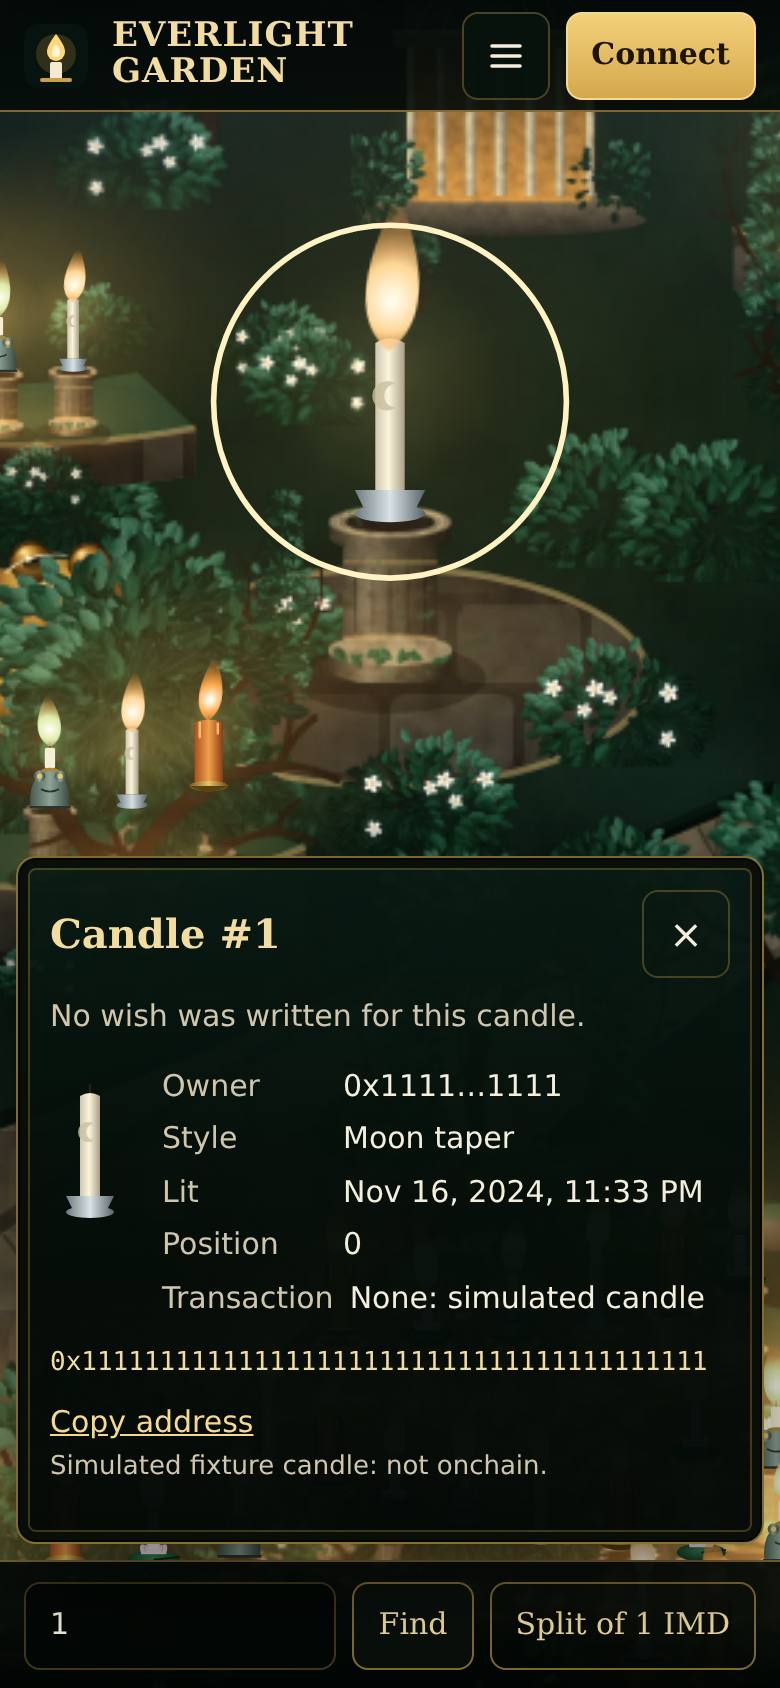 EVERLIGHT
GARDEN
Connect
Candle #1
No wish was written for this candle.
Owner 0x1111...1111
Style Moon taper
Lit Nov 16, 2024, 11:33 PM
Position 0
Transaction None: simulated candle
0x1111111111111111111111111111111111111111
Copy address
Simulated fixture candle: not onchain.
1
Find
Split of 1 IMD